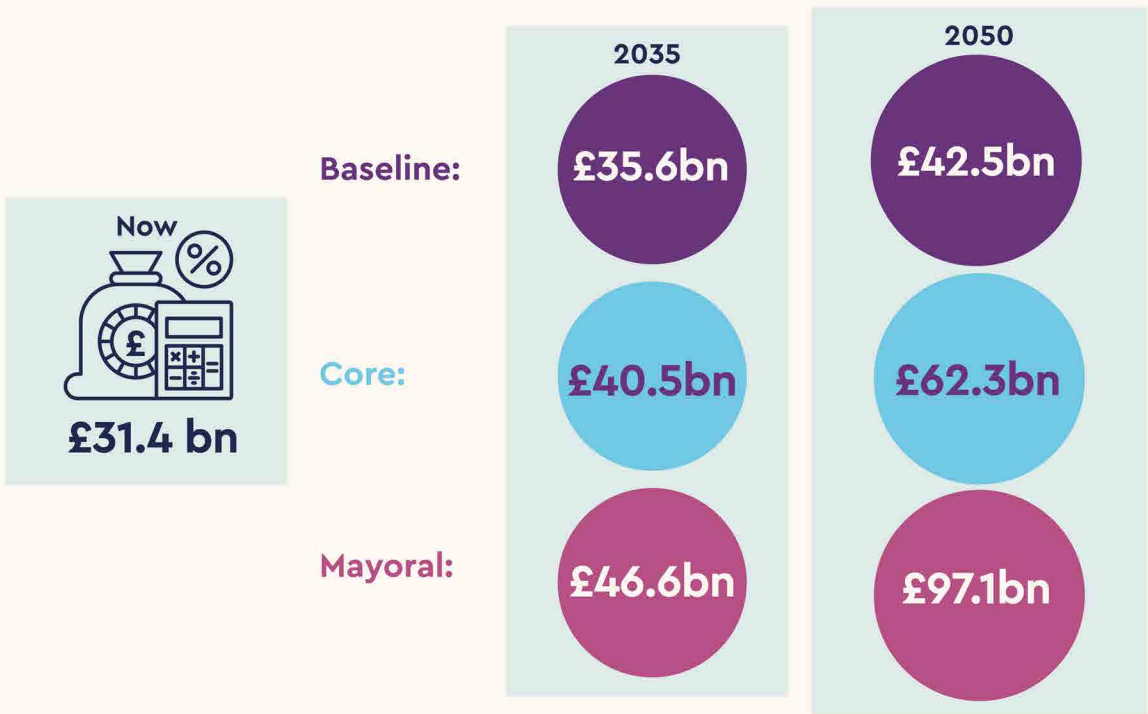 Now
%
£
£31.4 bn
2035
2050
Baseline:
£35.6bn
£42.5bn
Core:
£40.5bn
£62.3bn
Mayoral:
£46.6bn
£97.1bn